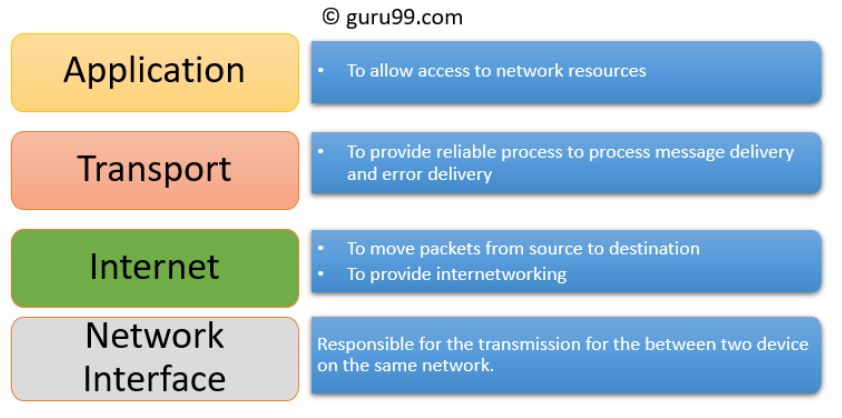 © guru99.com
Application
• To allow access to network resources
Transport
• To provide reliable process to process message delivery
and error delivery
Internet
• To move packets from source to destination
• To provide internetworking
Network
Interface
Responsible for the transmission for the between two device
on the same network.